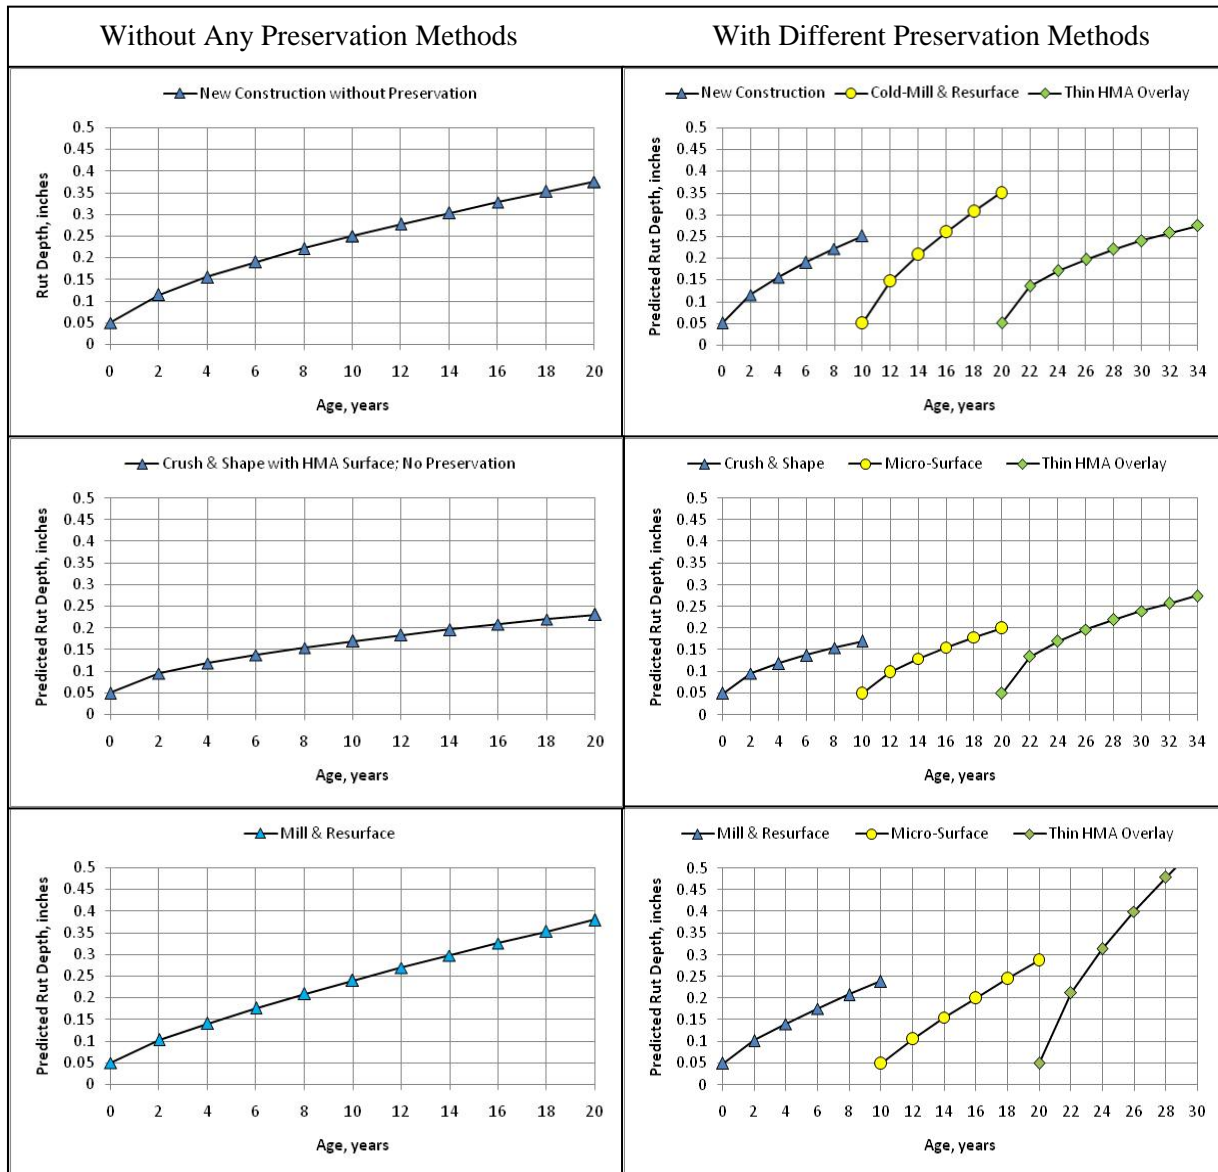 Without Any Preservation Methods
With Different Preservation Methods
New Construction without Preservation
Rut Depth, inches
0.5
0.45
0.4
0.35
0.3
0.25
0.2
0.15
0.1
0.05
0
0 2 4 6 8 10 12 14 16 18 20
Age, years
New Construction Cold-Mill & Resurface Thin HMA Overlay
Predicted Rut Depth, inches
0.5
0.45
0.4
0.35
0.3
0.25
0.2
0.15
0.1
0.05
0
0 2 4 6 8 10 12 14 16 18 20 22 24 26 28 30 32 34
Age, years
Crush & Shape with HMA Surface; No Preservation
Predicted Rut Depth, inches
0.5
0.45
0.4
0.35
0.3
0.25
0.2
0.15
0.1
0.05
0
0 2 4 6 8 10 12 14 16 18 20
Age, years
Crush & Shape Micro-Surface Thin HMA Overlay
Predicted Rut Depth, inches
0.5
0.45
0.4
0.35
0.3
0.25
0.2
0.15
0.1
0.05
0
0 2 4 6 8 10 12 14 16 18 20 22 24 26 28 30 32 34
Age, years
Mill & Resurface
Predicted Rut Depth, inches
0.5
0.45
0.4
0.35
0.3
0.25
0.2
0.15
0.1
0.05
0
0 2 4 6 8 10 12 14 16 18 20
Age, years
Mill & Resurface Micro-Surface Thin HMA Overlay
Predicted Rut Depth, inches
0.5
0.45
0.4
0.35
0.3
0.25
0.2
0.15
0.1
0.05
0
0 2 4 6 8 10 12 14 16 18 20 22 24 26 28 30
Age, years